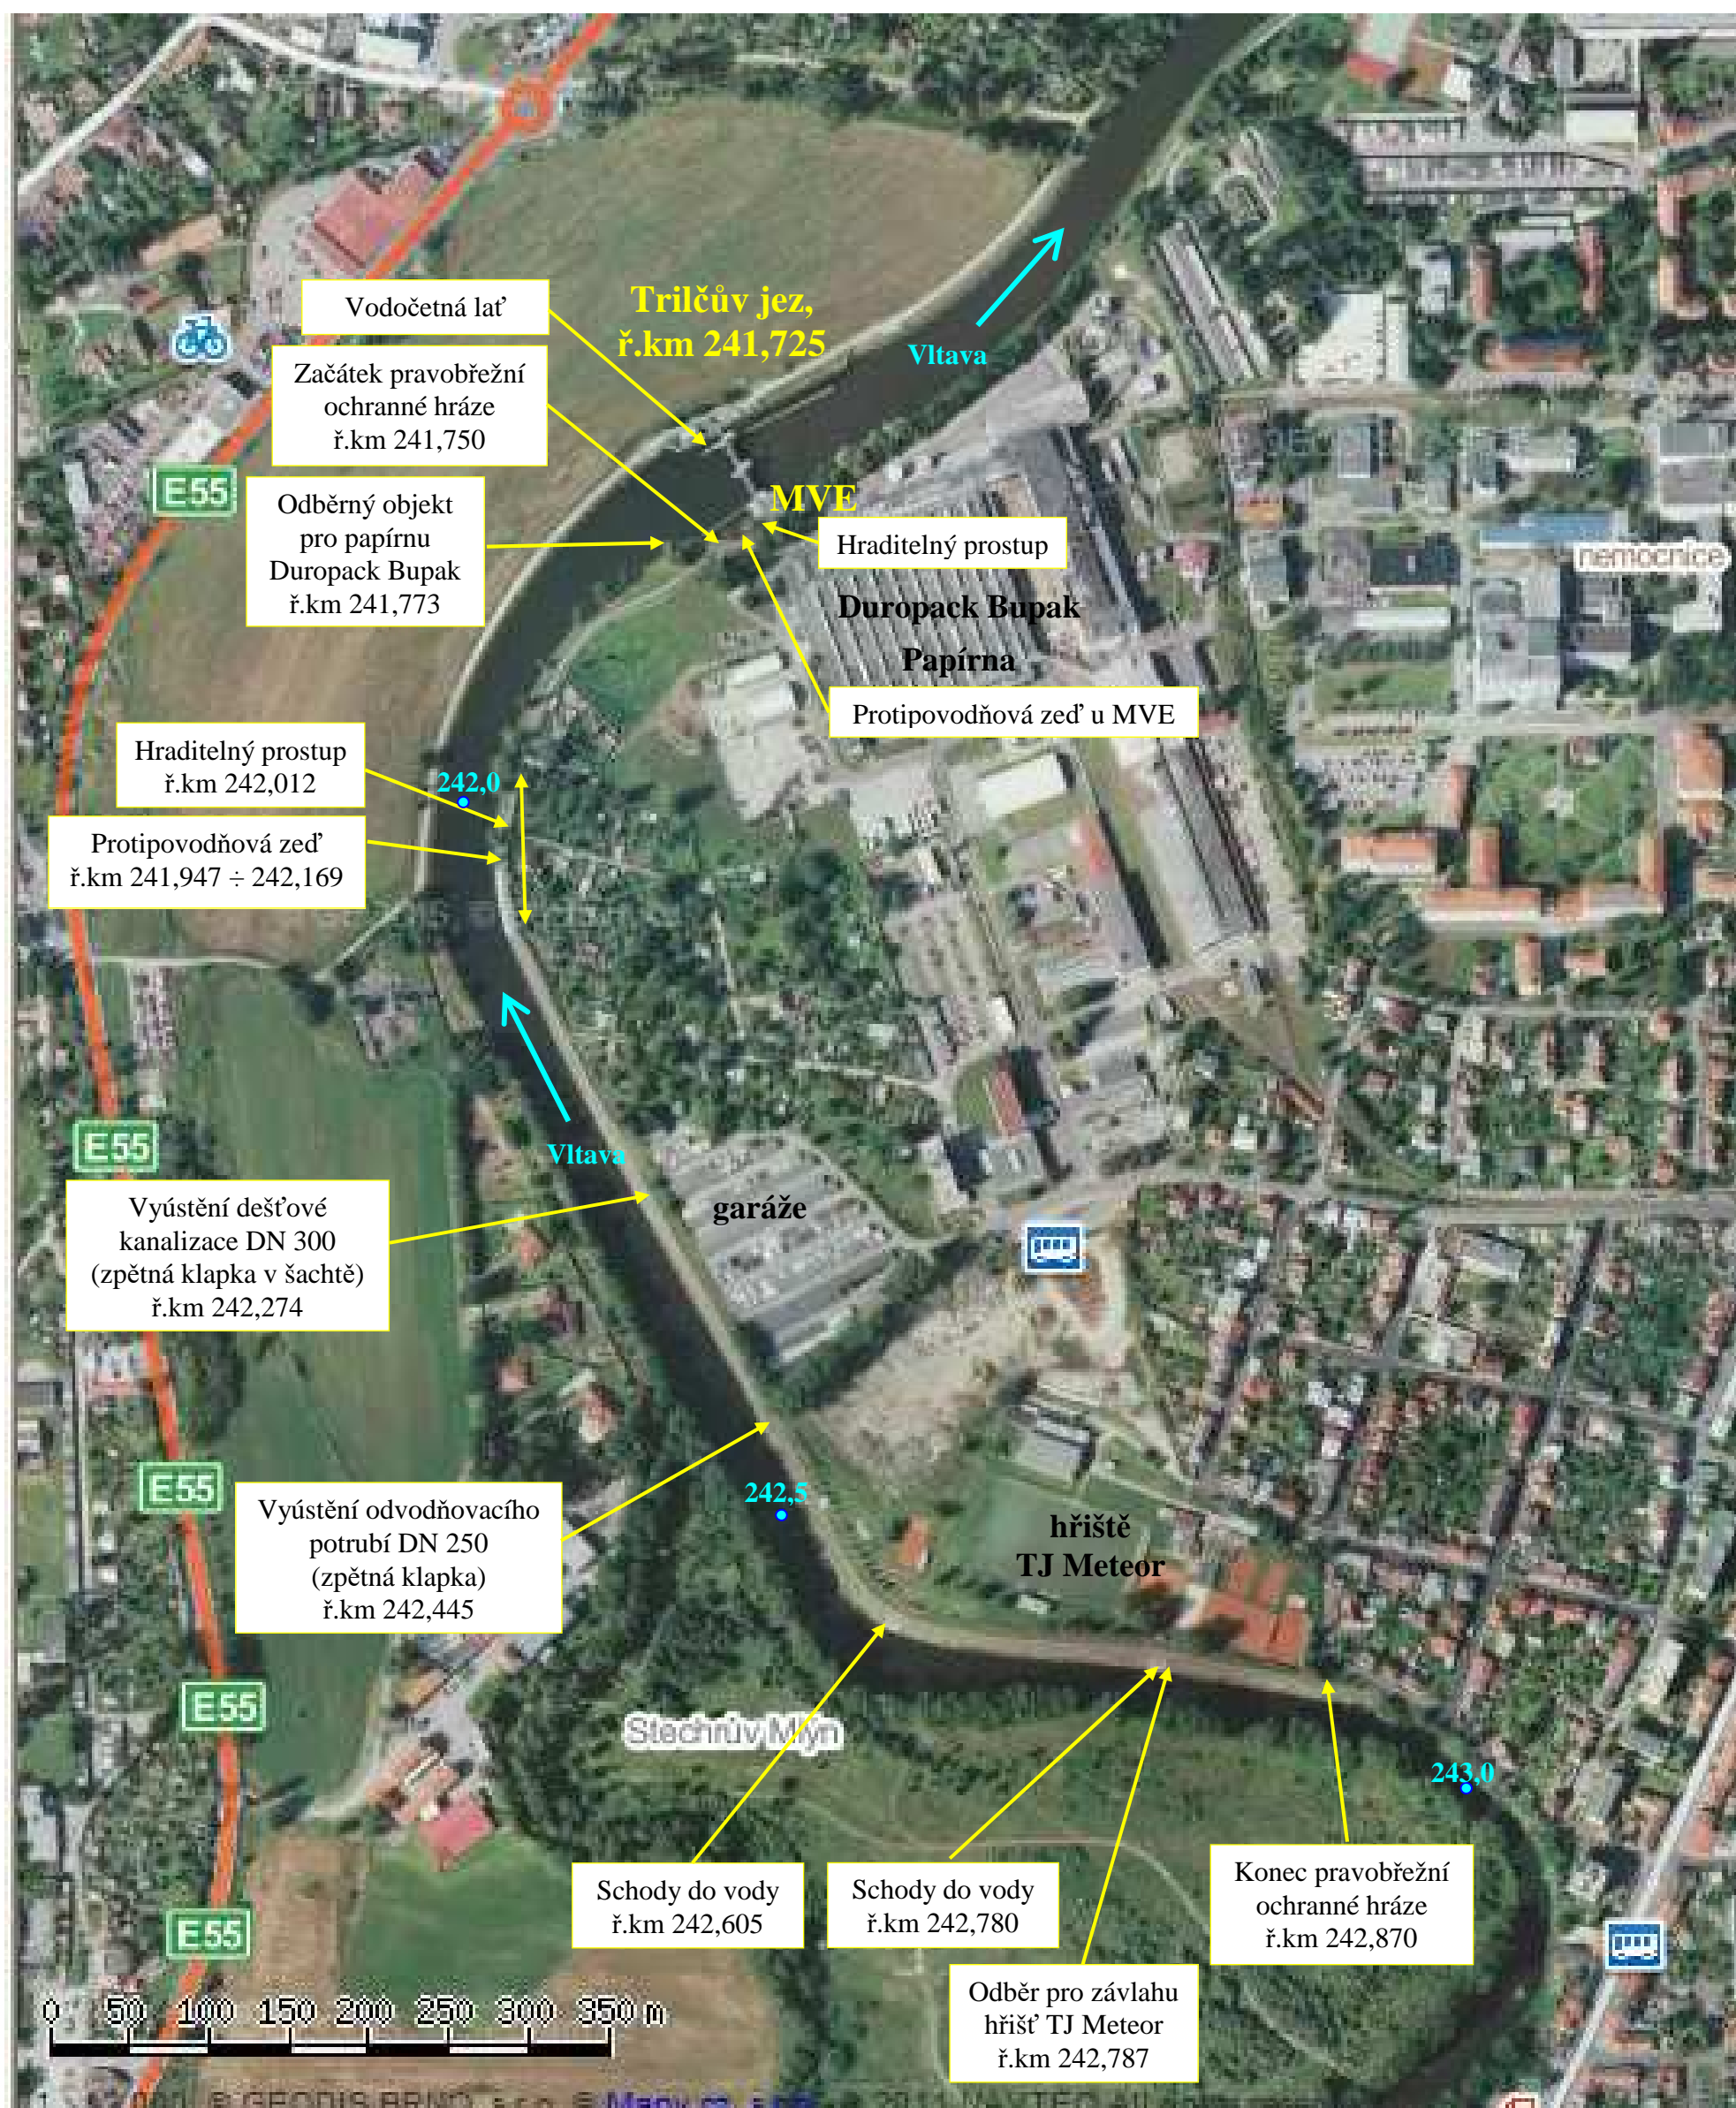 Vodočetná lať
Trilčův jez,
ř.km 241,725
Vltava
Začátek pravobřežní
ochranné hráze
ř.km 241,750
E55
MVE
Odběrný objekt
pro papírnu
Duropack Bupak
ř.km 241,773
Hraditelný prostup
nemocnice
Duropack Bupak
Papírna
Protipovodňová zeď u MVE
Hraditelný prostup
ř.km 242,012
242,0
Protipovodňová zeď
ř.km 241,947 ÷ 242,169
E55
Vltava
Vyústění dešťové
kanalizace DN 300
(zpětná klapka v šachtě)
ř.km 242,274
garáže
E55
242,5
Vyústění odvodňovacího
potrubí DN 250
(zpětná klapka)
ř.km 242,445
hřiště
TJ Meteor
E55
Stechrův Mlýn
243,0
Schody do vody
ř.km 242,605
Schody do vody
ř.km 242,780
Konec pravobřežní
ochranné hráze
ř.km 242,870
E55
Odběr pro závlahu
hřišť TJ Meteor
ř.km 242,787
0 50 100 150 200 250 300 350 m
GEODIS BRNO, s.r.o. ©